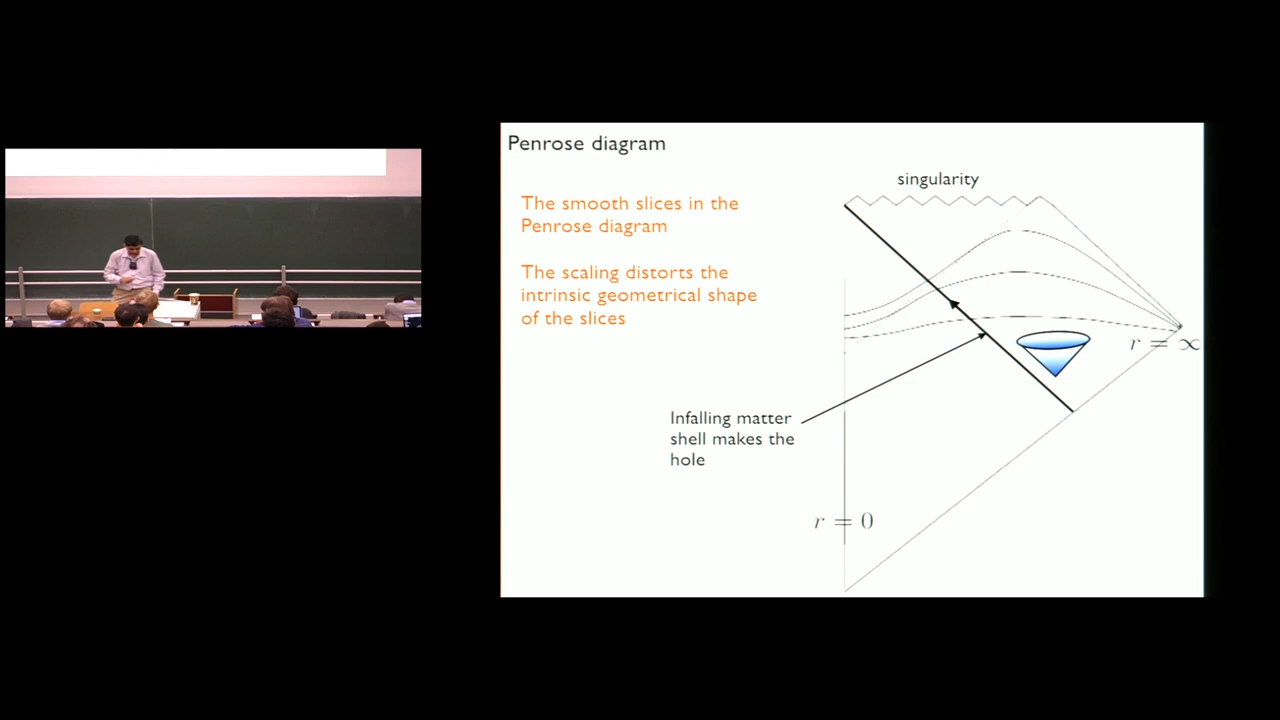 Penrose diagram
The smooth slices in the
Penrose diagram
The scaling distorts the
intrinsic geometrical shape
of the slices
singularity
r = ∞
Infalling matter
shell makes the
hole
r = 0